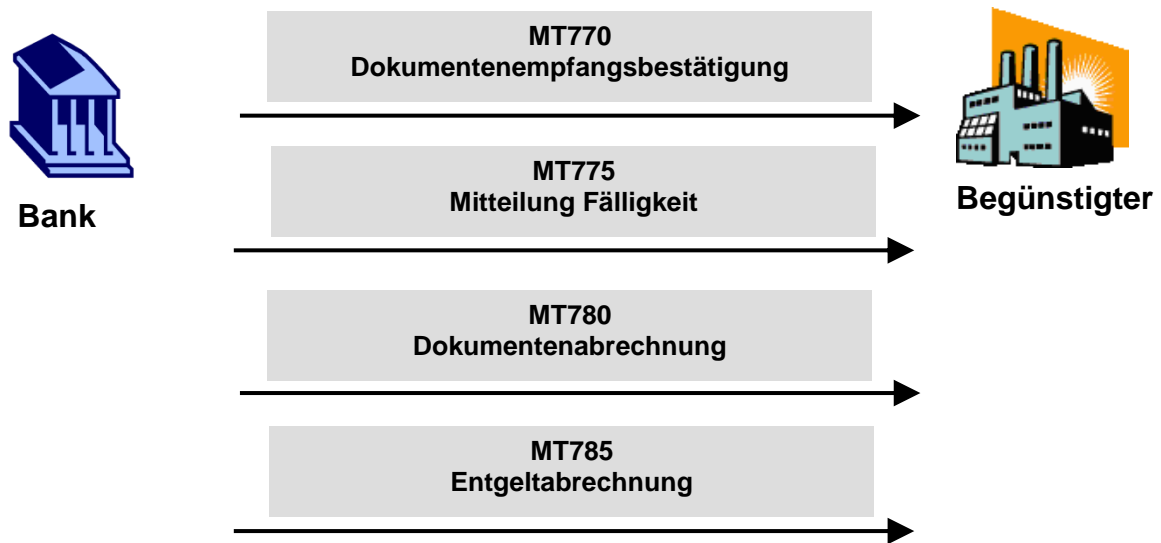 MT770
Dokumentenempfangsbestätigung
MT775
Mitteilung Fälligkeit
Bank
Begünstigter
MT780
Dokumentenabrechnung
MT785
Entgeltabrechnung